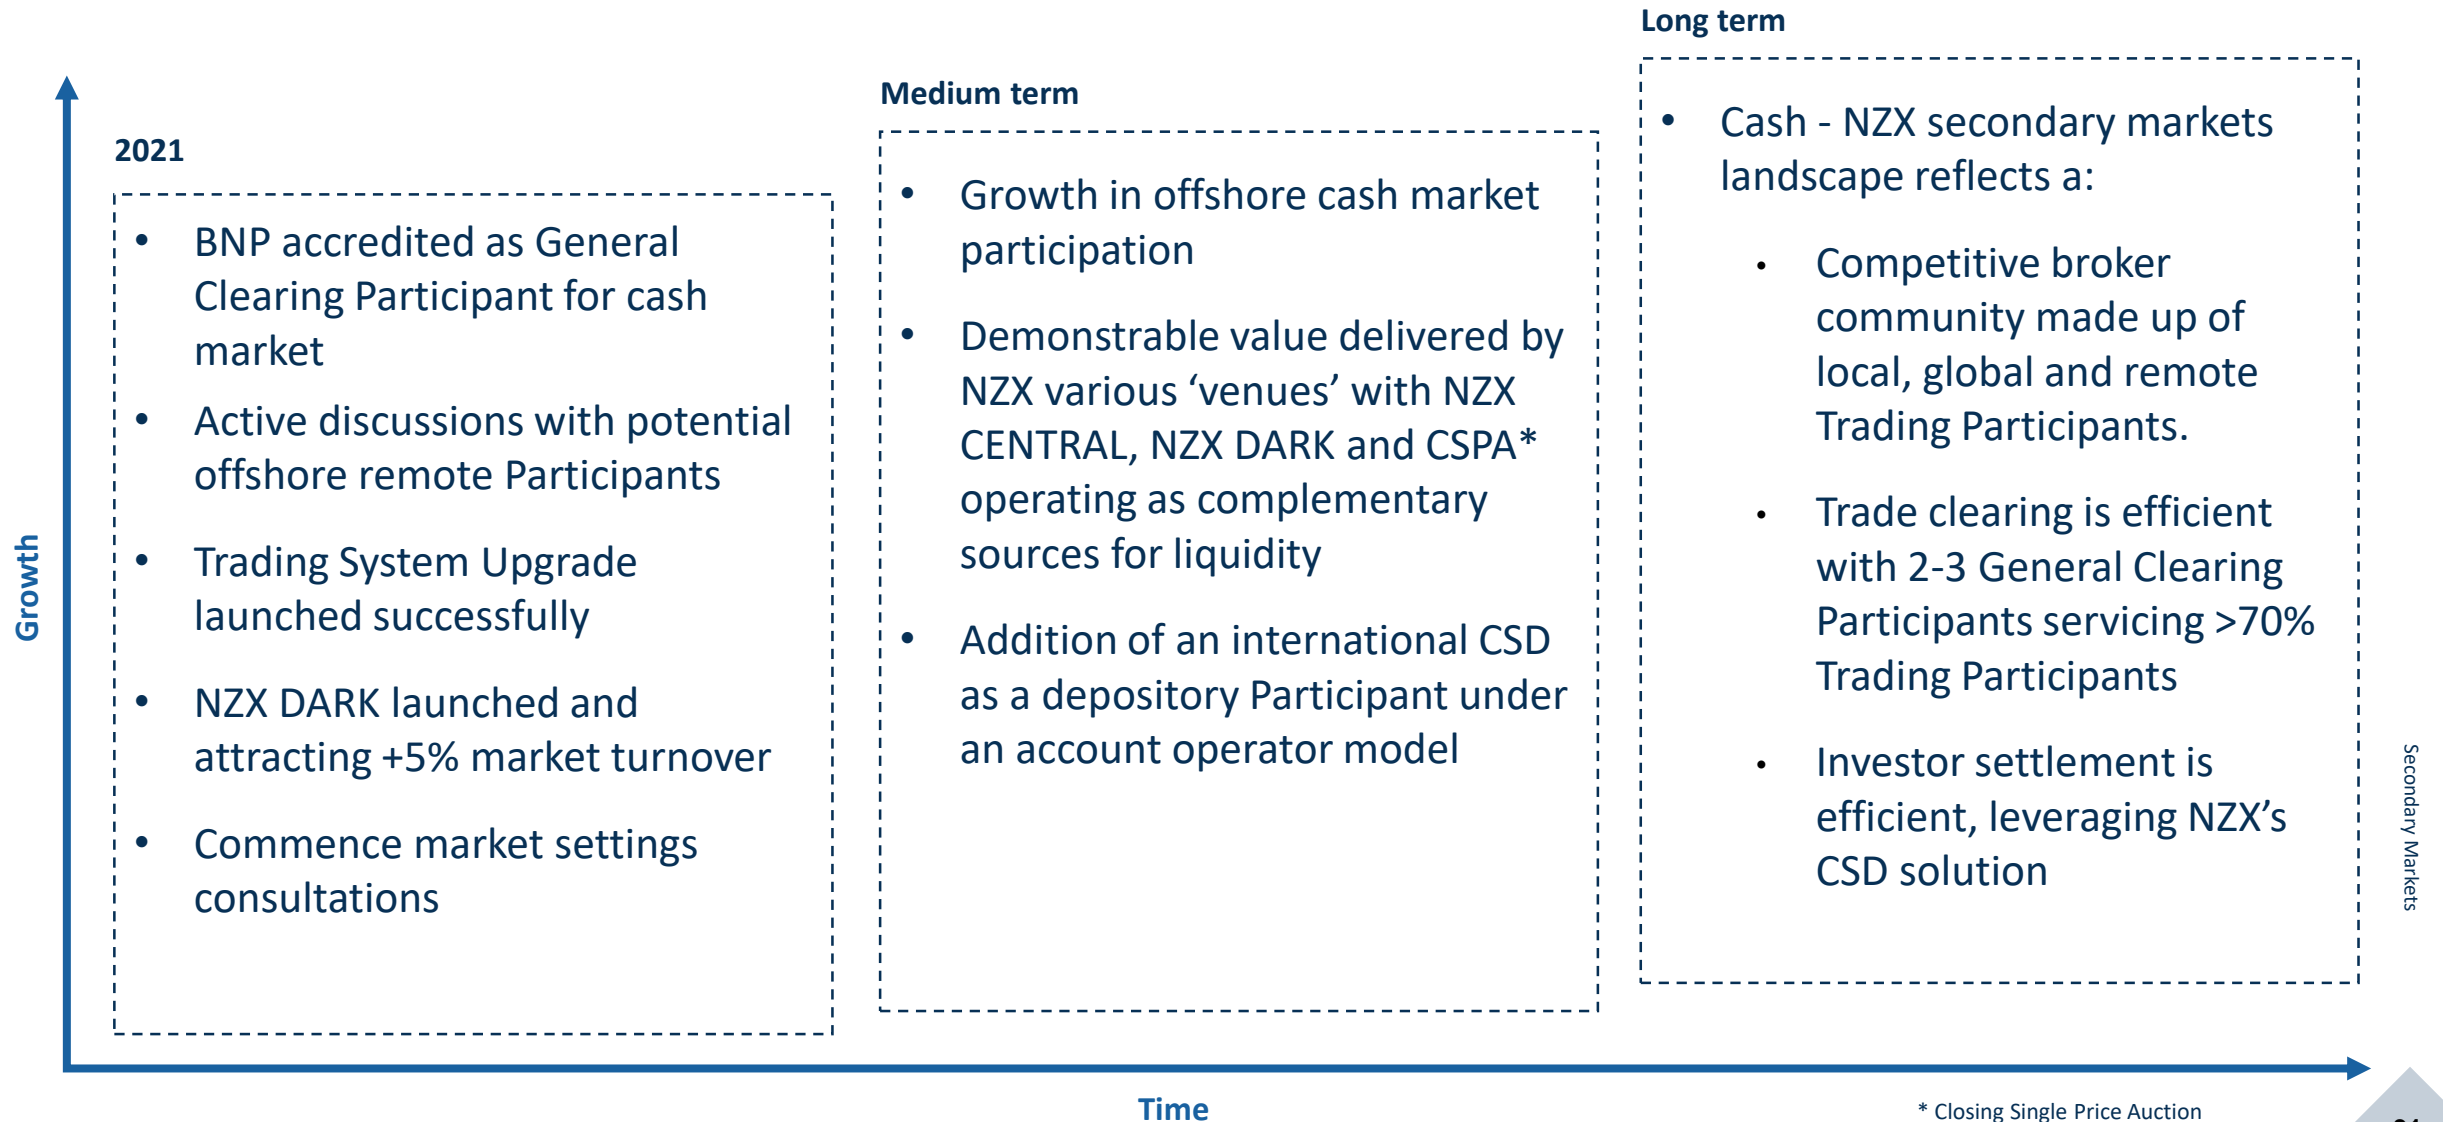 Growth
2021
• BNP accredited as General
Clearing Participant for cash
market
• Active discussions with potential
offshore remote Participants
• Trading System Upgrade
launched successfully
• NZX DARK launched and
attracting +5% market turnover
• Commence market settings
consultations
Medium term
• Growth in offshore cash market
participation
• Demonstrable value delivered by
NZX various ‘venues’ with NZX
CENTRAL, NZX DARK and CSPA*
operating as complementary
sources for liquidity
• Addition of an international CSD
as a depository Participant under
an account operator model
Long term
• Cash - NZX secondary markets
landscape reflects a:
• Competitive broker
community made up of
local, global and remote
Trading Participants.
• Trade clearing is efficient
with 2-3 General Clearing
Participants servicing >70%
Trading Participants
• Investor settlement is
efficient, leveraging NZX’s
CSD solution
Secondary Markets
Time
* Closing Single Price Auction